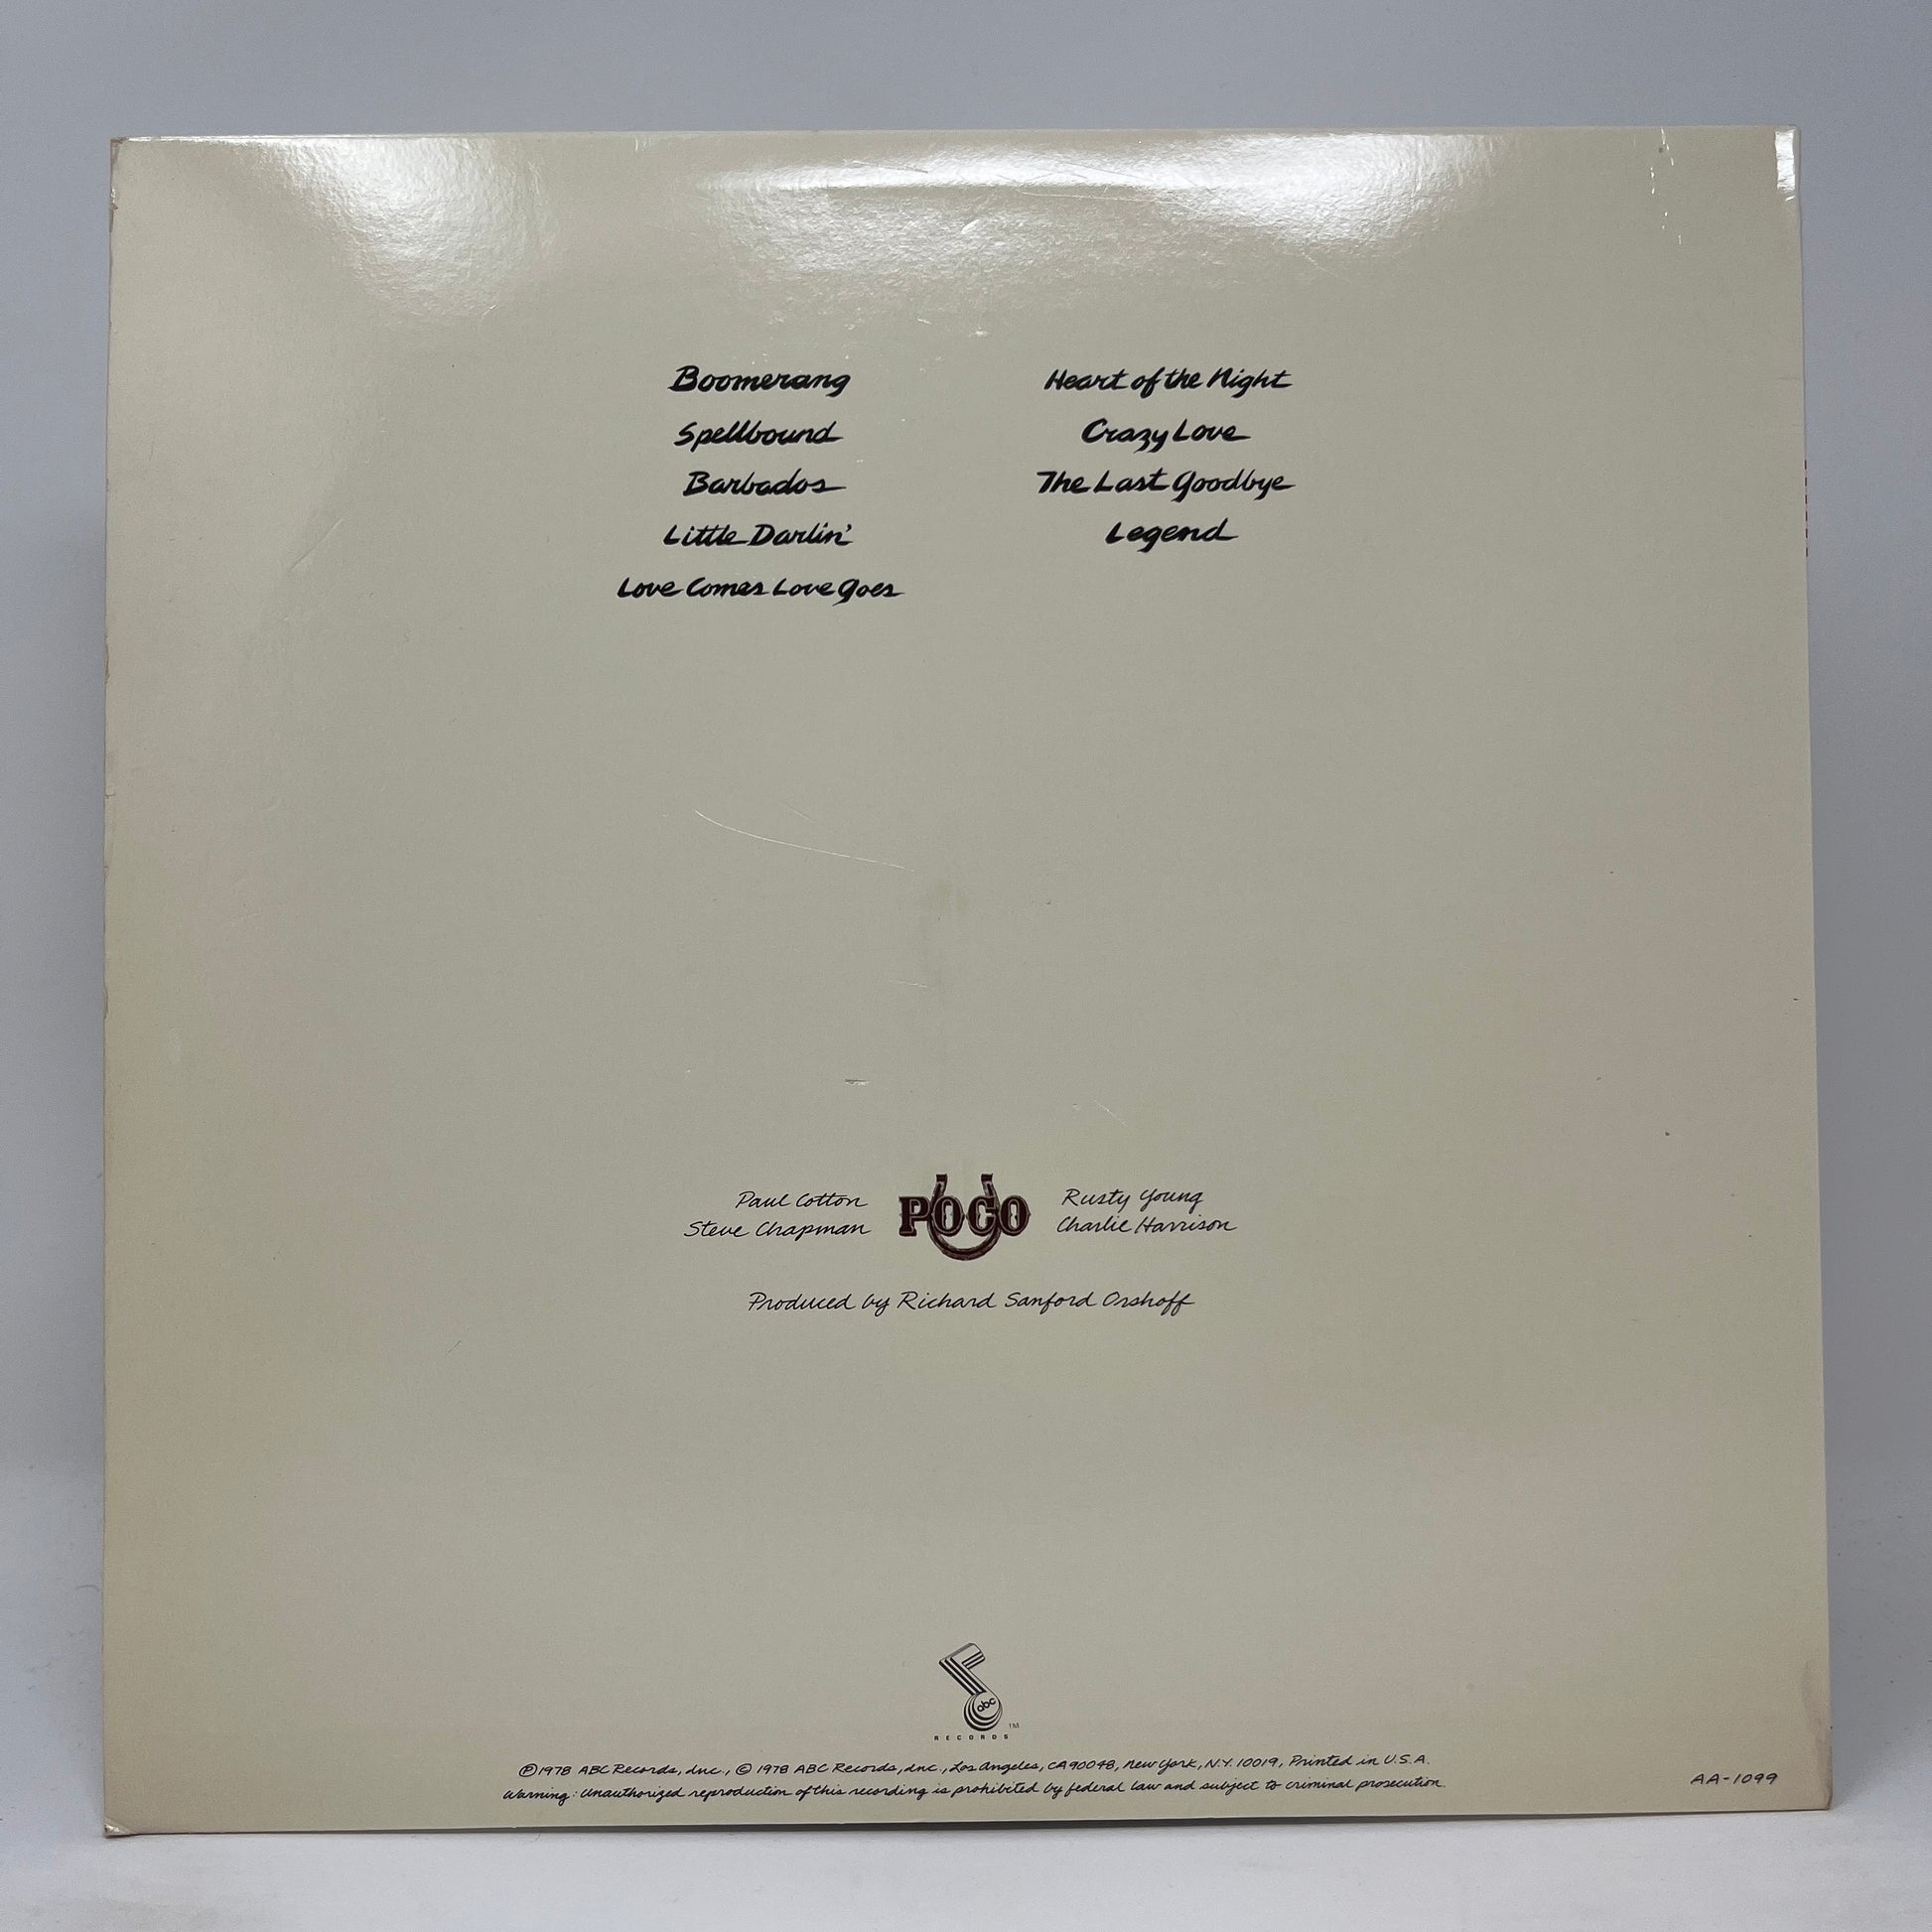 Boomerang
Spellbound
Barbados
Little Darlin'
Love Comes Love Goes
Heart of the Night
Crazy Love
The Last Goodbye
Legend
Paul Cotton
Steve Chapman
POCO
Rusty Young
Charlie Harrison
Produced by Richard Sanford Orshoff
abc
RECORDS TM
Ⓟ1978 ABC Records, Inc., © 1978 ABC Records, Inc., Los Angeles, CA 90048, New York, N.Y. 10019, Printed in U.S.A.
Warning: Unauthorized reproduction of this recording is prohibited by federal law and subject to criminal prosecution.
AA-1099